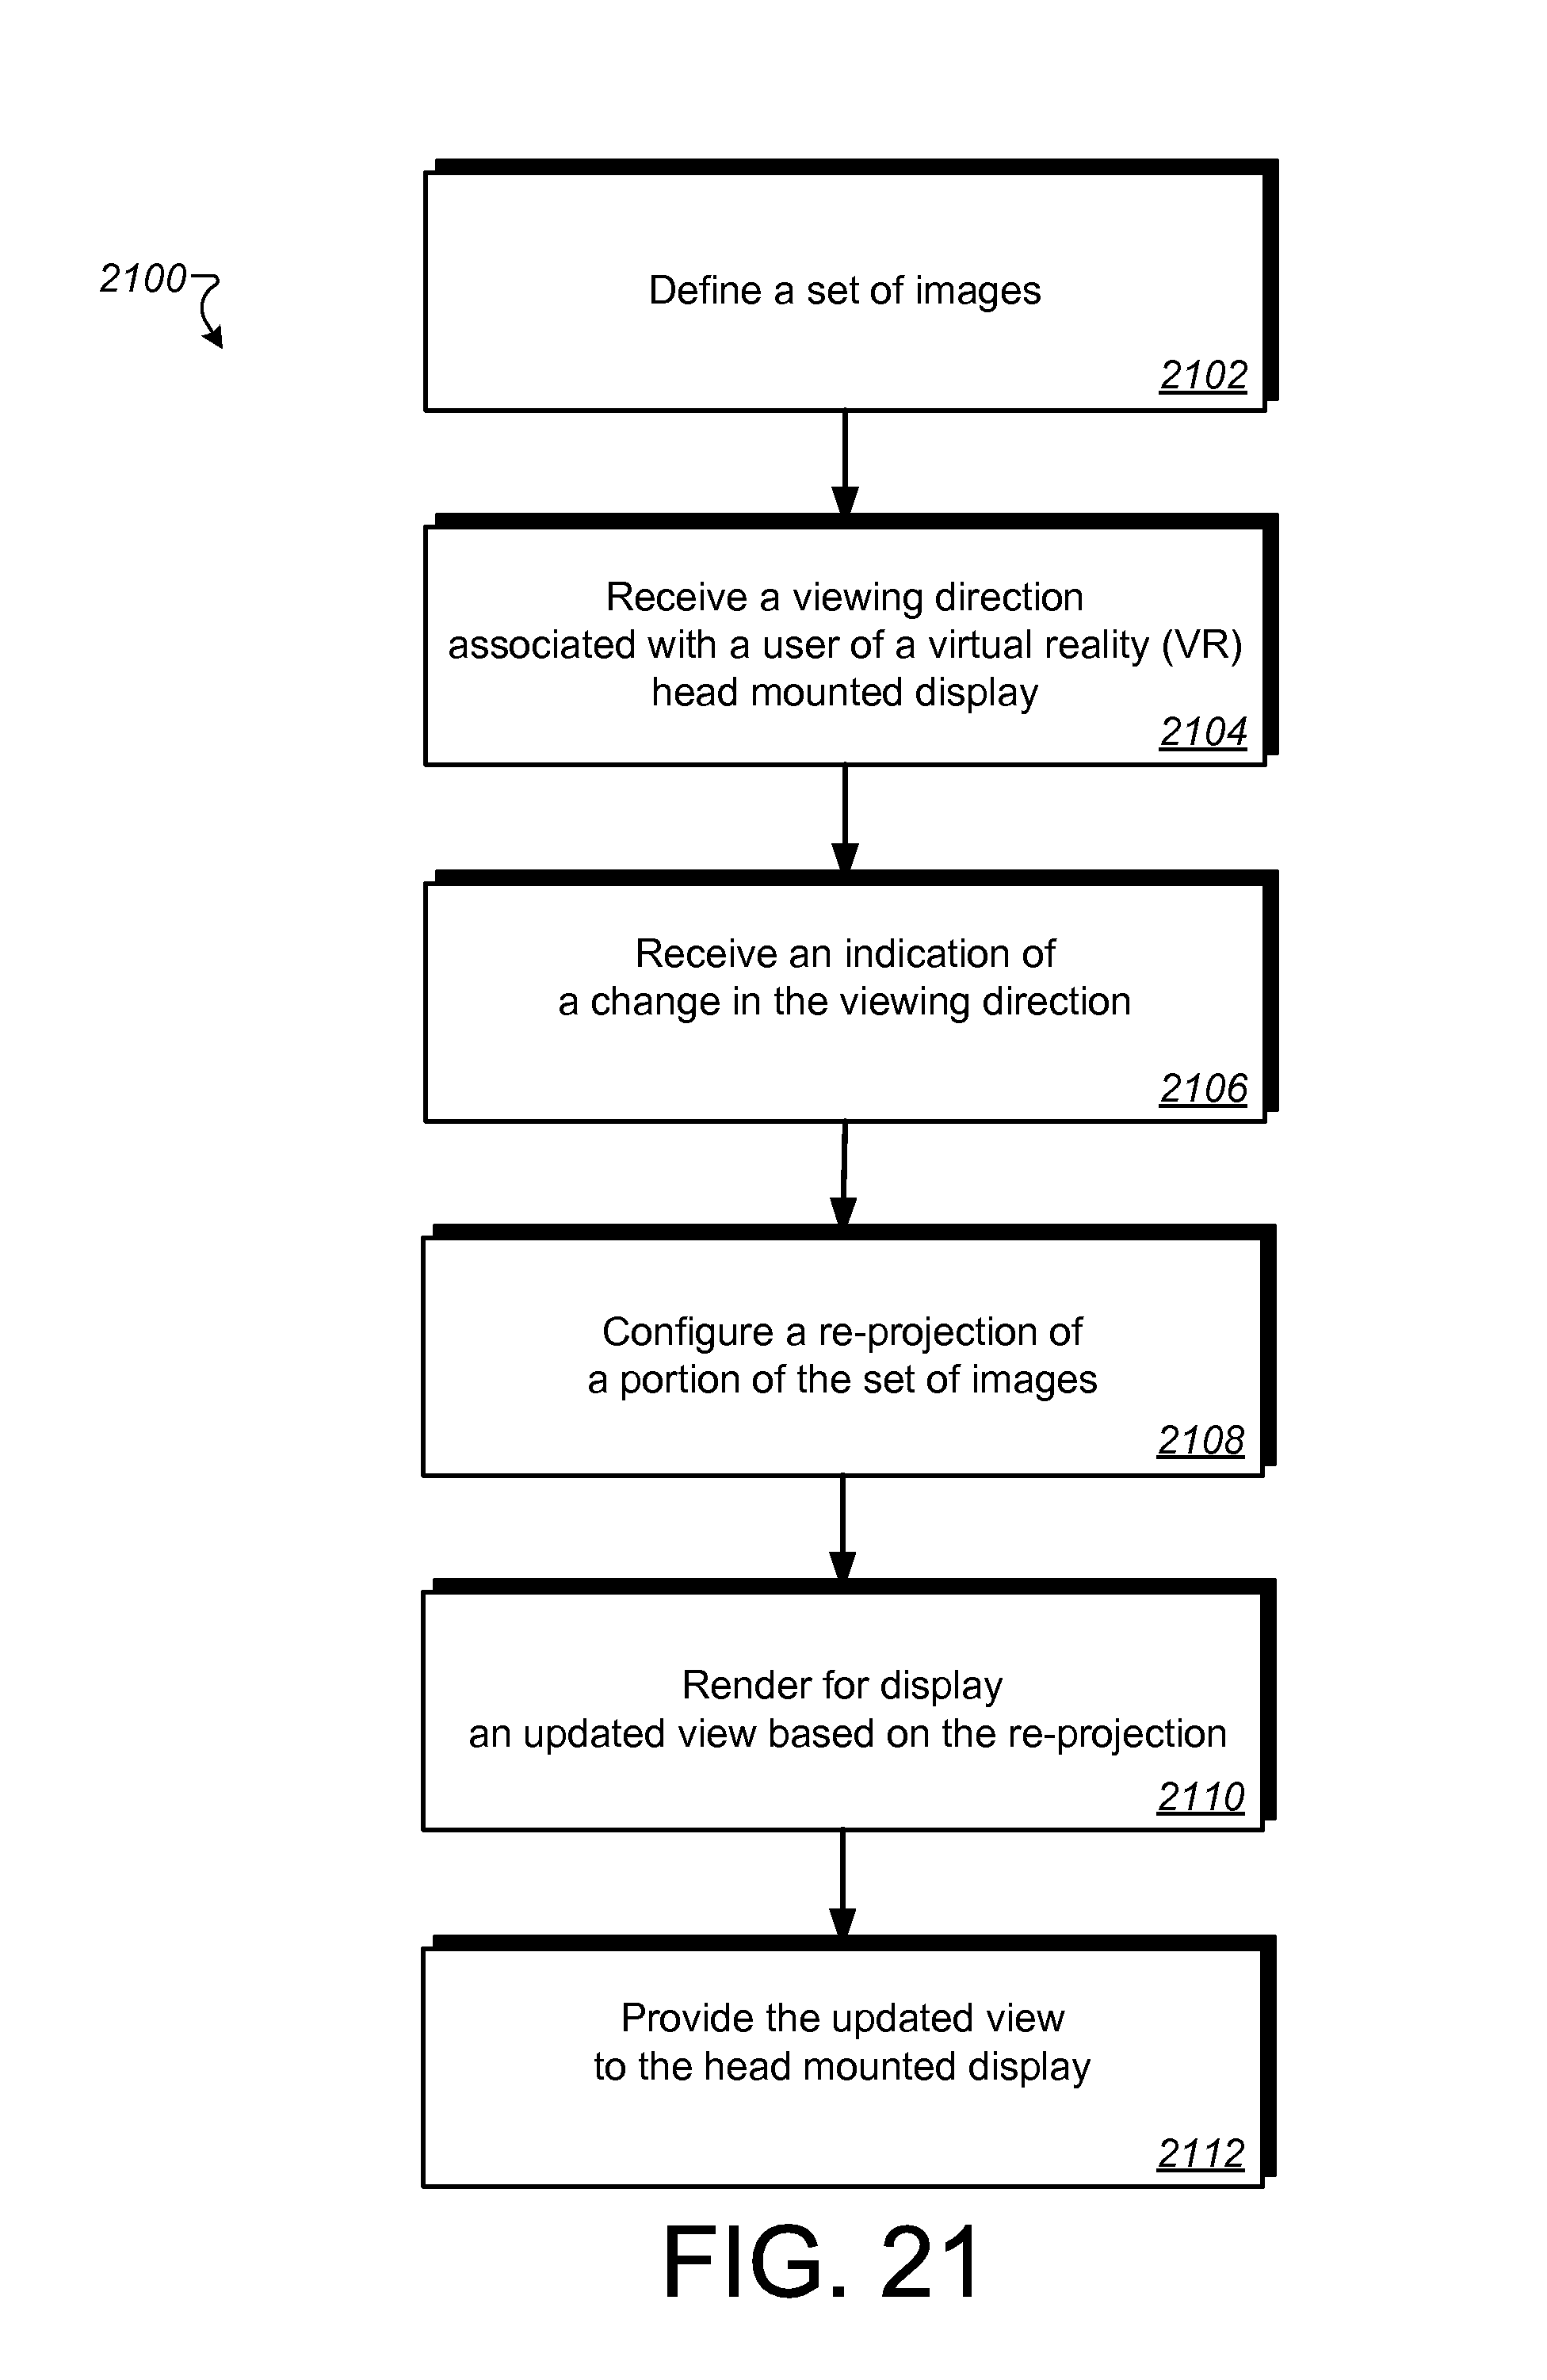 2100
Define a set of images
2102
Receive a viewing direction
associated with a user of a virtual reality (VR)
head mounted display
2104
Receive an indication of
a change in the viewing direction
2106
Configure a re-projection of
a portion of the set of images
2108
Render for display
an updated view based on the re-projection
2110
Provide the updated view
to the head mounted display
2112
FIG. 21